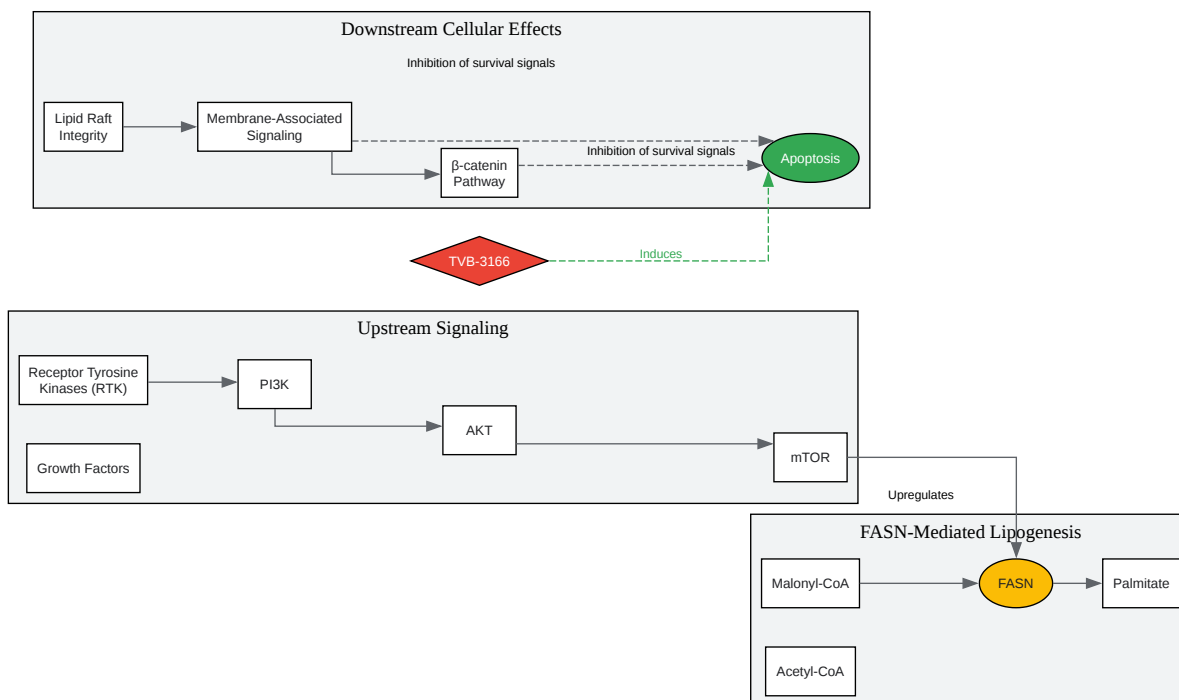 Downstream Cellular Effects
Inhibition of survival signals
Lipid Raft
Integrity
Membrane-Associated
Signaling
β-catenin
Pathway
Inhibition of survival signals
Apoptosis
TVB-3166
Induces
Upstream Signaling
Receptor Tyrosine
Kinases (RTK)
PI3K
AKT
mTOR
Growth Factors
Upregulates
FASN-Mediated Lipogenesis
Malonyl-CoA
FASN
Palmitate
Acetyl-CoA